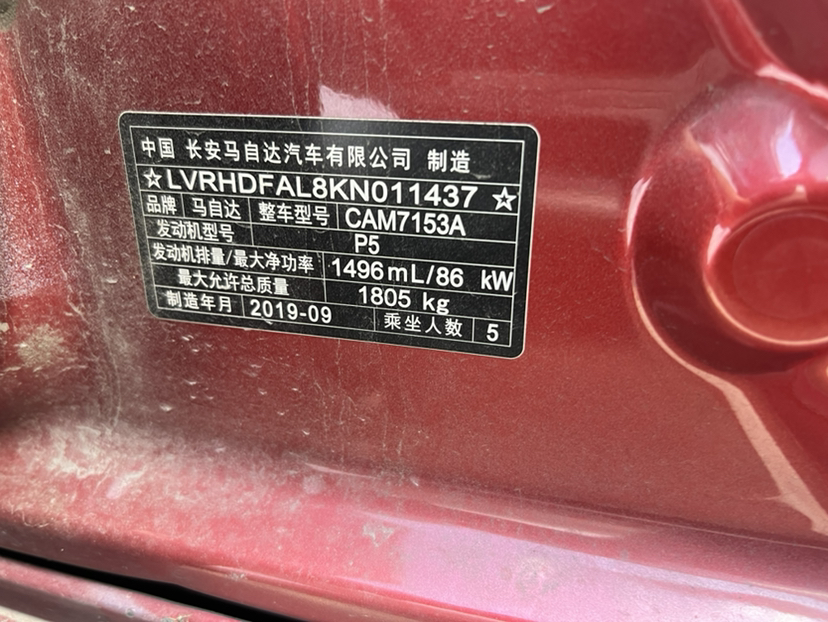 中国 长安马自达汽车有限公司 制造
☆LVRHDFAL8KN011437☆
品牌 马自达 整车型号 CAM7153A
发动机型号 P5
发动机排量/最大净功率 1496mL/86 kW
最大允许总质量 1805 kg
制造年月 2019-09 乘坐人数 5